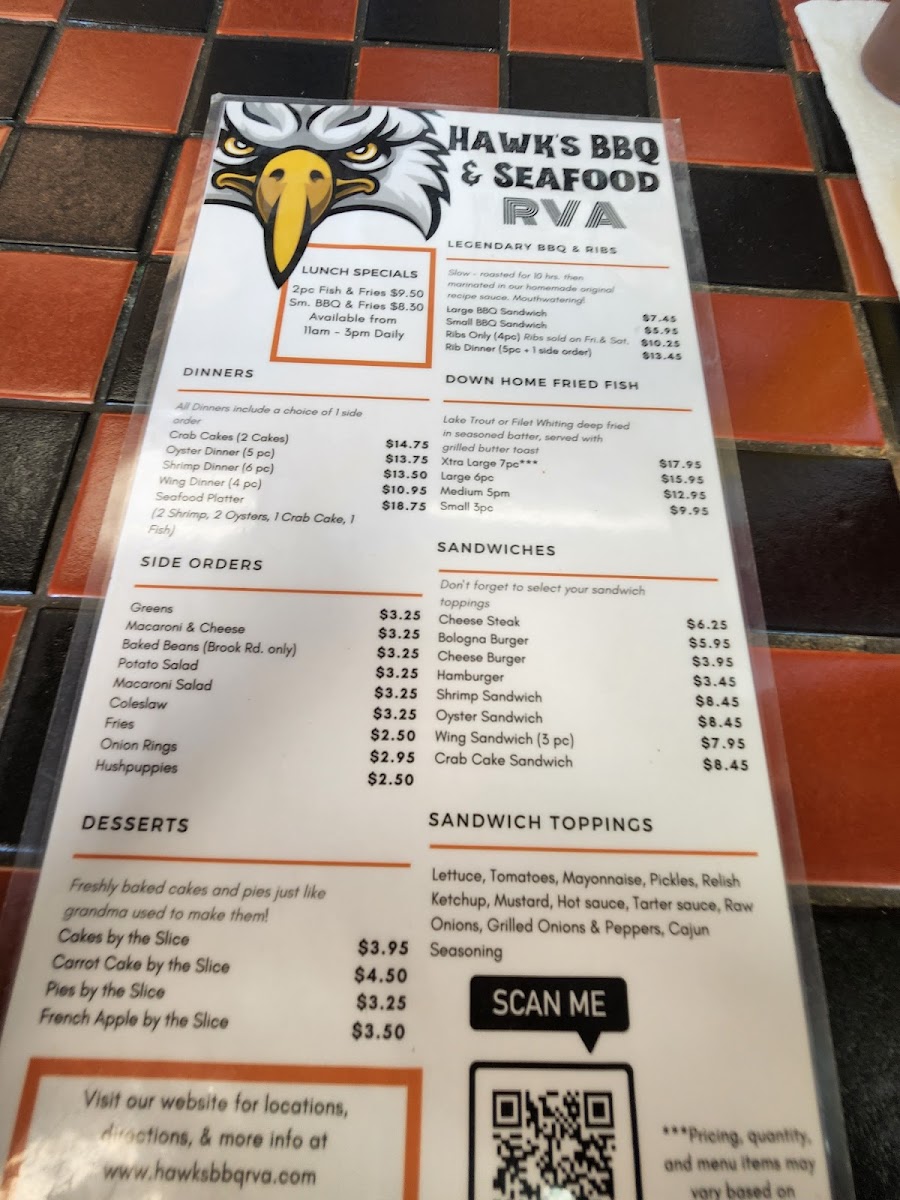 HAWK'S BBQ
& SEAFOOD
RVA
LUNCH SPECIALS
2pc Fish & Fries $9.50
Sm. BBQ & Fries $8.30
Available from
11am - 3pm Daily
LEGENDARY BBQ & RIBS
Slow - roasted for 10 hrs. then
marinated in our homemade original
recipe sauce. Mouthwatering!
Large BBQ Sandwich $7.45
Small BBQ Sandwich $5.95
Ribs Only (4pc) Ribs sold on Fri.& Sat. $10.25
Rib Dinner (5pc + 1 side order) $13.45
DINNERS
All Dinners include a choice of 1 side
order
Crab Cakes (2 Cakes) $14.75
Oyster Dinner (5 pc) $13.75
Shrimp Dinner (6 pc) $13.50
Wing Dinner (4 pc) $10.95
Seafood Platter $18.75
(2 Shrimp, 2 Oysters, 1 Crab Cake, 1
Fish)
DOWN HOME FRIED FISH
Lake Trout or Filet Whiting deep fried
in seasoned batter, served with
grilled butter toast
Xtra Large 7pc*** $17.95
Large 6pc $15.95
Medium 5pm $12.95
Small 3pc $9.95
SIDE ORDERS
Greens $3.25
Macaroni & Cheese $3.25
Baked Beans (Brook Rd. only) $3.25
Potato Salad $3.25
Macaroni Salad $3.25
Coleslaw $3.25
Fries $2.50
Onion Rings $2.95
Hushpuppies $2.50
SANDWICHES
Don't forget to select your sandwich
toppings
Cheese Steak $6.25
Bologna Burger $5.95
Cheese Burger $3.95
Hamburger $3.45
Shrimp Sandwich $8.45
Oyster Sandwich $8.45
Wing Sandwich (3 pc) $7.95
Crab Cake Sandwich $8.45
DESSERTS
Freshly baked cakes and pies just like
grandma used to make them!
Cakes by the Slice $3.95
Carrot Cake by the Slice $4.50
Pies by the Slice $3.25
French Apple by the Slice $3.50
SANDWICH TOPPINGS
Lettuce, Tomatoes, Mayonnaise, Pickles, Relish
Ketchup, Mustard, Hot sauce, Tarter sauce, Raw
Onions, Grilled Onions & Peppers, Cajun
Seasoning
SCAN ME
Visit our website for locations,
directions, & more info at
www.hawksbbqrva.com
***Pricing, quantity,
and menu items may
vary based on